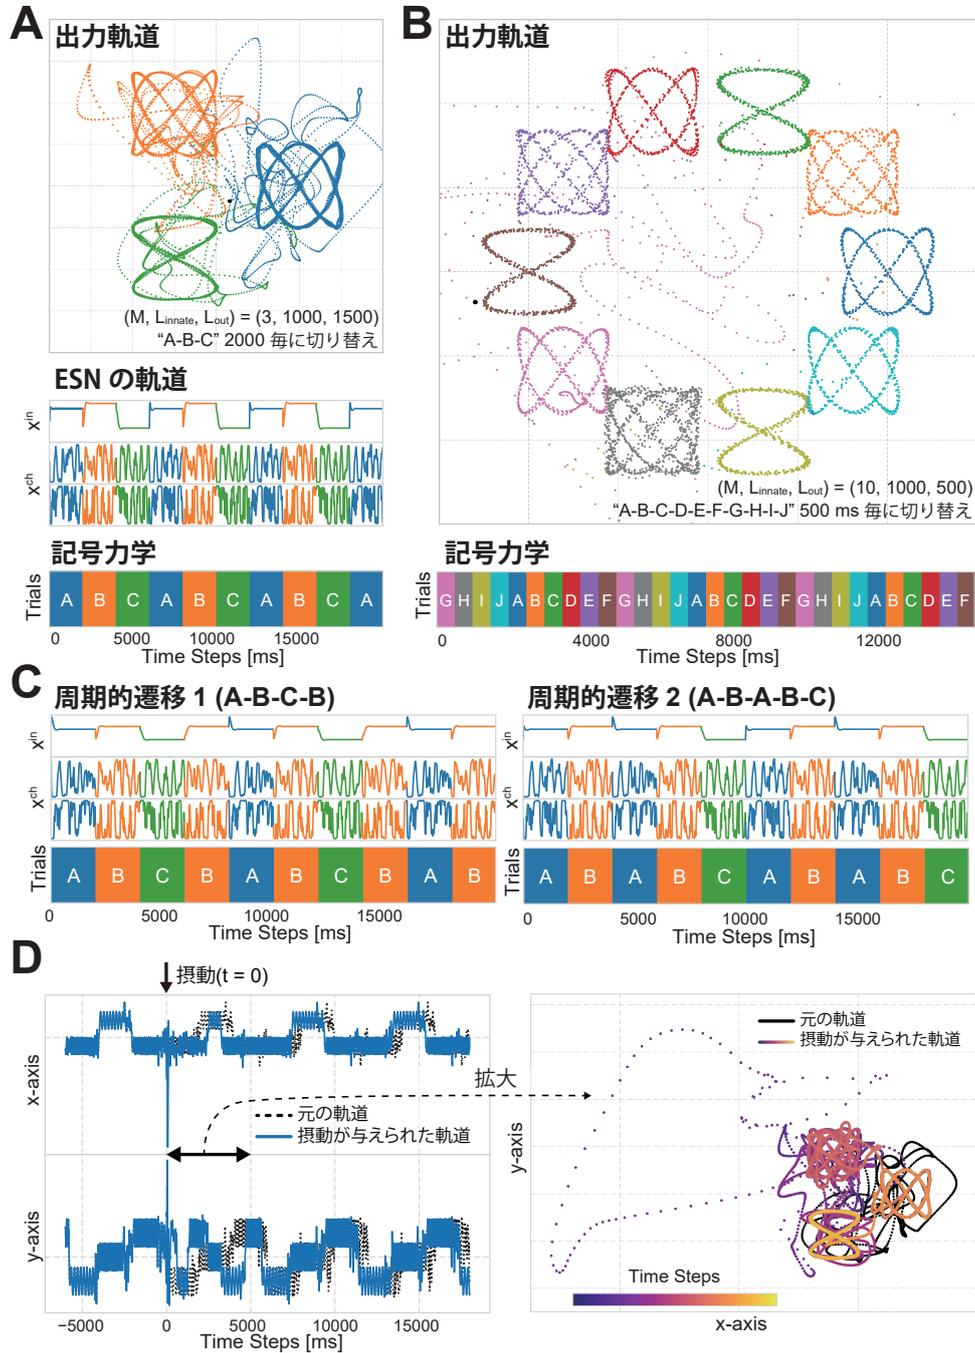 A
出力軌道
(M, Linnate, Lout) = (3, 1000, 1500)
“A-B-C” 2000 毎に切り替え
ESN の軌道
xin
xch
記号力学
Trials
A B C A B C A B C A
0 5000 10000 15000
Time Steps [ms]
B
出力軌道
(M, Linnate, Lout) = (10, 1000, 500)
“A-B-C-D-E-F-G-H-I-J” 500 ms 毎に切り替え
記号力学
Trials
G H I J A B C D E F G H I J A B C D E F G H I J A B C D E F
0 4000 8000 12000
Time Steps [ms]
C
周期的遷移 1 (A-B-C-B)
xin
xch
Trials
A B C B A B C B A B
0 5000 10000 15000
Time Steps [ms]
周期的遷移 2 (A-B-A-B-C)
xin
xch
Trials
A B A B C A B A B C
0 5000 10000 15000
Time Steps [ms]
D
摂動(t = 0)
x-axis
元の軌道
摂動が与えられた軌道
y-axis
−5000 0 5000 10000 15000
Time Steps [ms]
拡大
元の軌道
摂動が与えられた軌道
y-axis
Time Steps
x-axis